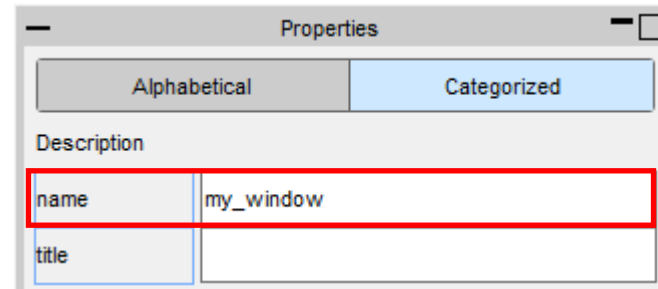 Properties
Alphabetical Categorized
Description
name my_window
title